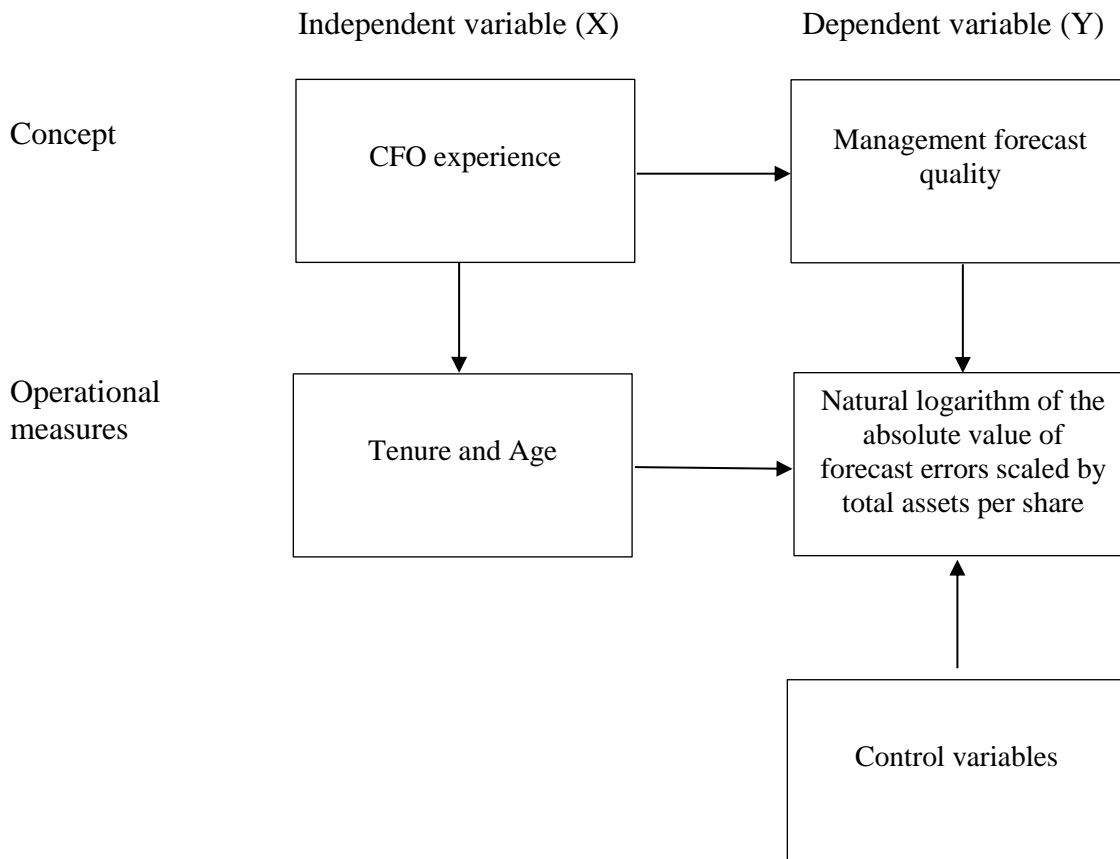 Independent variable (X)
Dependent variable (Y)
Concept
CFO experience
Management forecast
quality
Operational
measures
Tenure and Age
Natural logarithm of the
absolute value of
forecast errors scaled by
total assets per share
Control variables